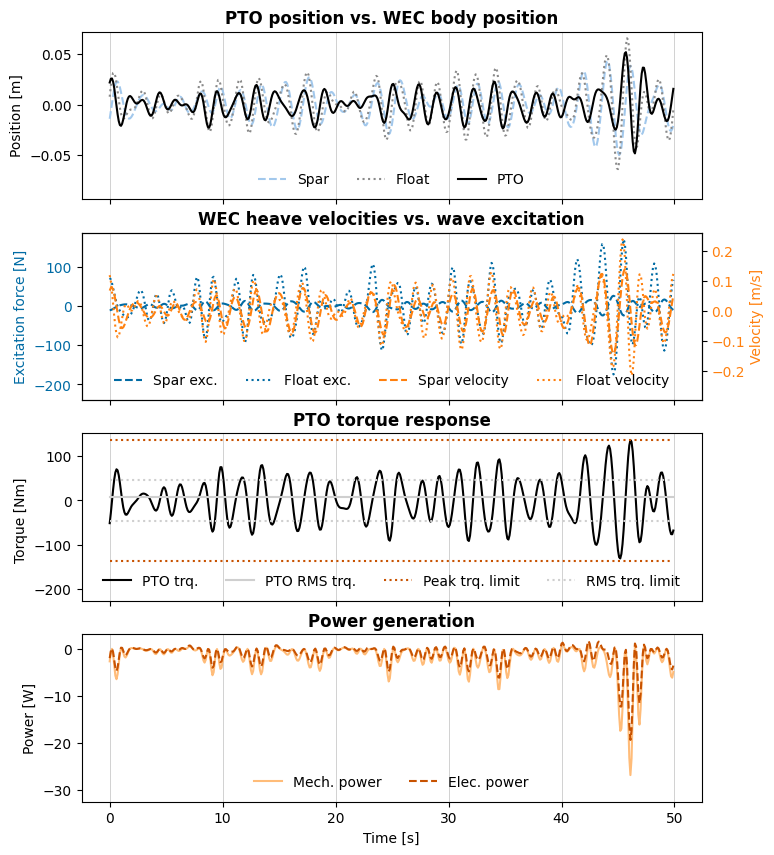 PTO position vs. WEC body position
Position [m]
0.05
0.00
−0.05
Spar Float PTO
WEC heave velocities vs. wave excitation
Excitation force [N]
100
0
−100
−200
0.2
0.1
0.0
−0.1
−0.2
Velocity [m/s]
Spar exc. Float exc. Spar velocity Float velocity
PTO torque response
Torque [Nm]
100
0
−100
−200
PTO trq. PTO RMS trq. Peak trq. limit RMS trq. limit
Power generation
Power [W]
0
−10
−20
−30
Mech. power Elec. power
0 10 20 30 40 50
Time [s]